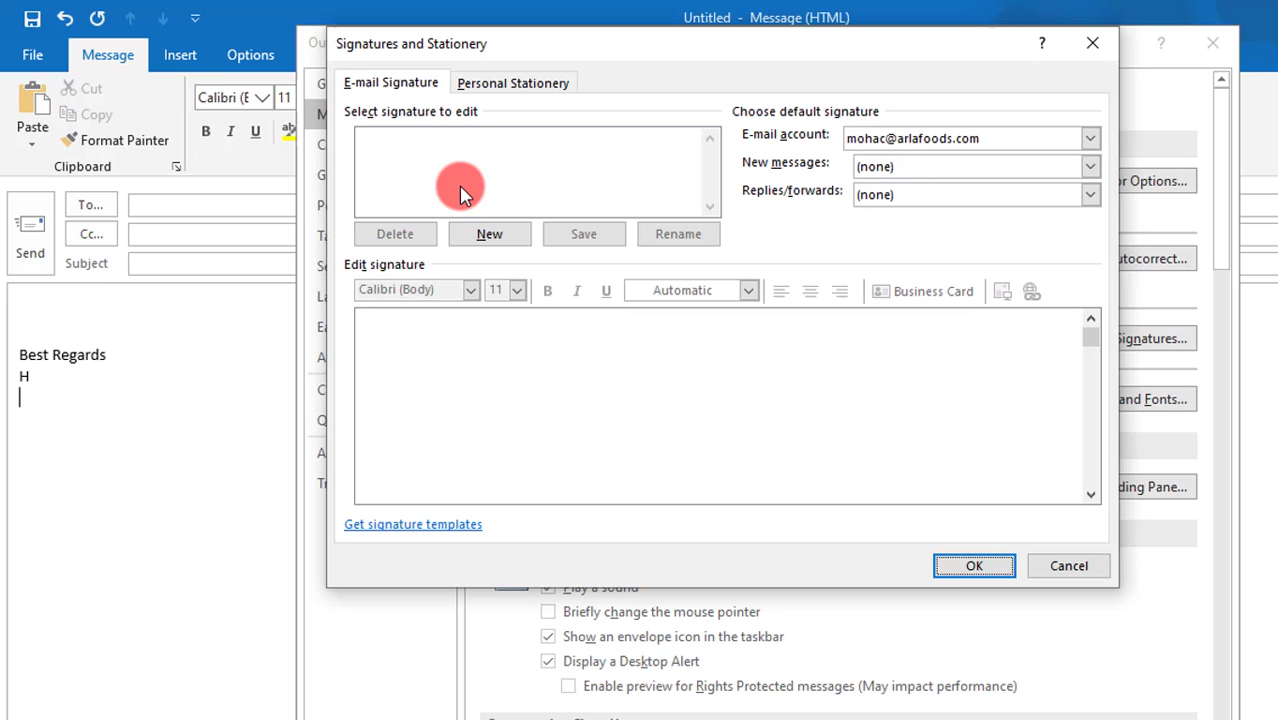 Untitled - Message (HTML)
File Message Insert Options
Cut
Copy
Paste
Format Painter
Clipboard
Calibri (E 11
B I U ab
To...
Cc...
Send
Subject
Best Regards
H
Signatures and Stationery
? ×
E-mail Signature Personal Stationery
Select signature to edit
Delete New Save Rename
Choose default signature
E-mail account: mohac@arlafoods.com
New messages: (none)
Replies/forwards: (none)
Edit signature
Calibri (Body) 11 B I U Automatic Business Card
Get signature templates
OK Cancel
or Options...
utocorrect...
Signatures...
and Fonts...
ding Pane...
Play a sound
Briefly change the mouse pointer
Show an envelope icon in the taskbar
Display a Desktop Alert
Enable preview for Rights Protected messages (May impact performance)